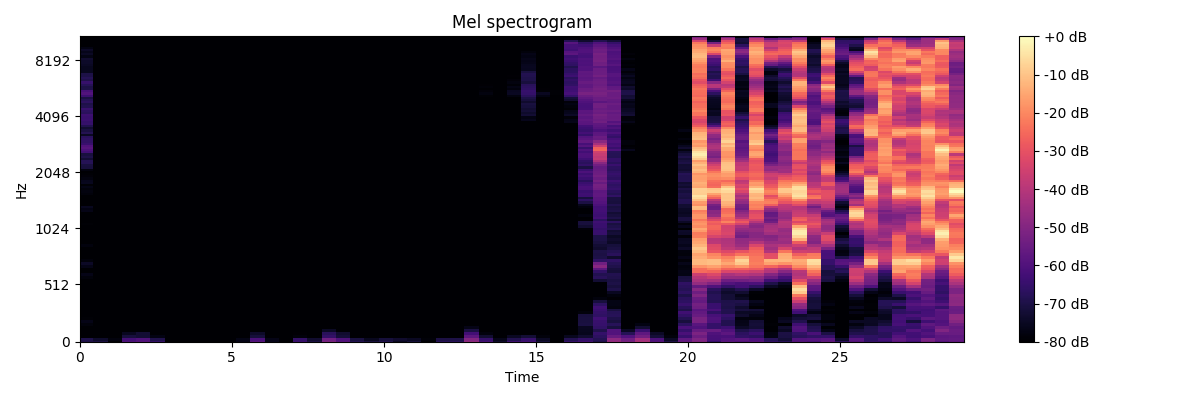 Mel spectrogram
8192
4096
2048
1024
512
0
Hz
0 5 10 15 20 25
Time
+0 dB
-10 dB
-20 dB
-30 dB
-40 dB
-50 dB
-60 dB
-70 dB
-80 dB